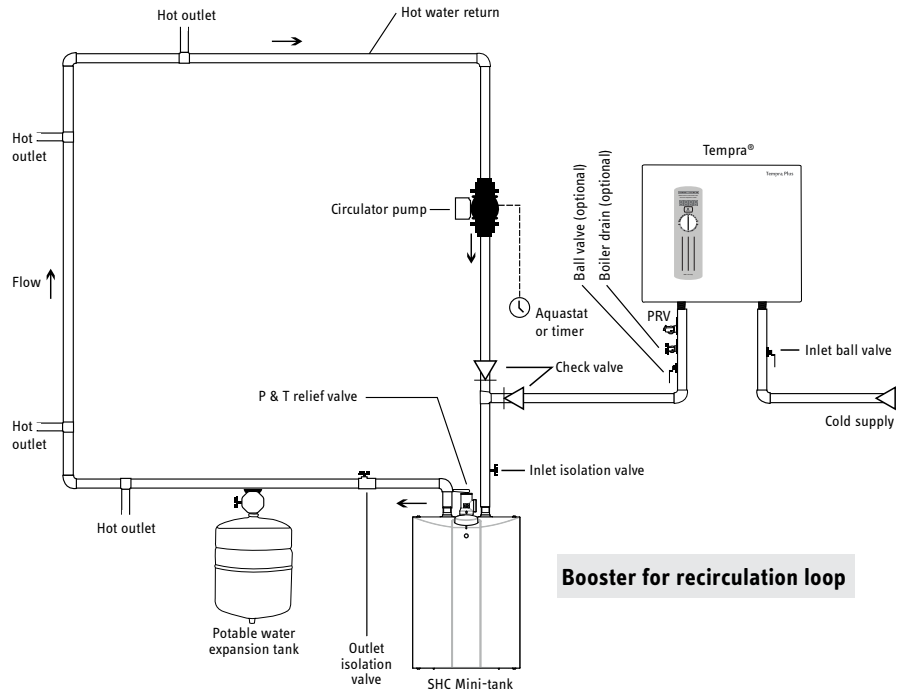 Hot outlet
Hot water return
Hot
outlet
Tempra®
Tempra Plus
Ball valve (optional)
Boiler drain (optional)
Circulator pump
Flow
Aquastat
or timer
PRV
Inlet ball valve
Check valve
P & T relief valve
Cold supply
Hot
outlet
Inlet isolation valve
Hot outlet
Booster for recirculation loop
Potable water
expansion tank
Outlet
isolation
valve
SHC Mini-tank